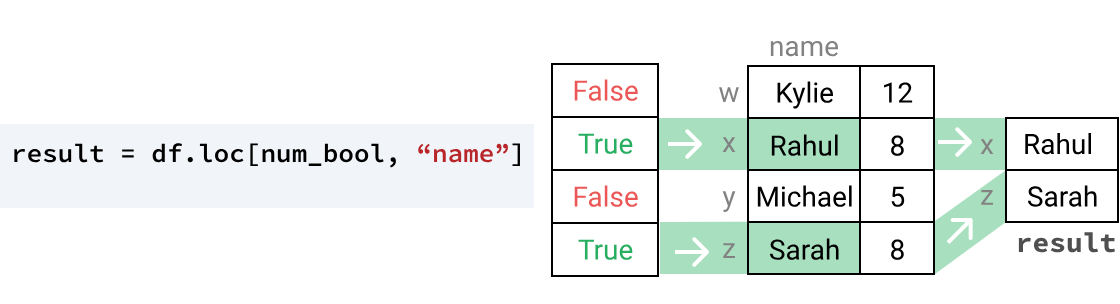 name
False w Kylie 12
True x Rahul 8 x Rahul
result = df.loc[num_bool, “name”]
False y Michael 5 z Sarah
True z Sarah 8
result